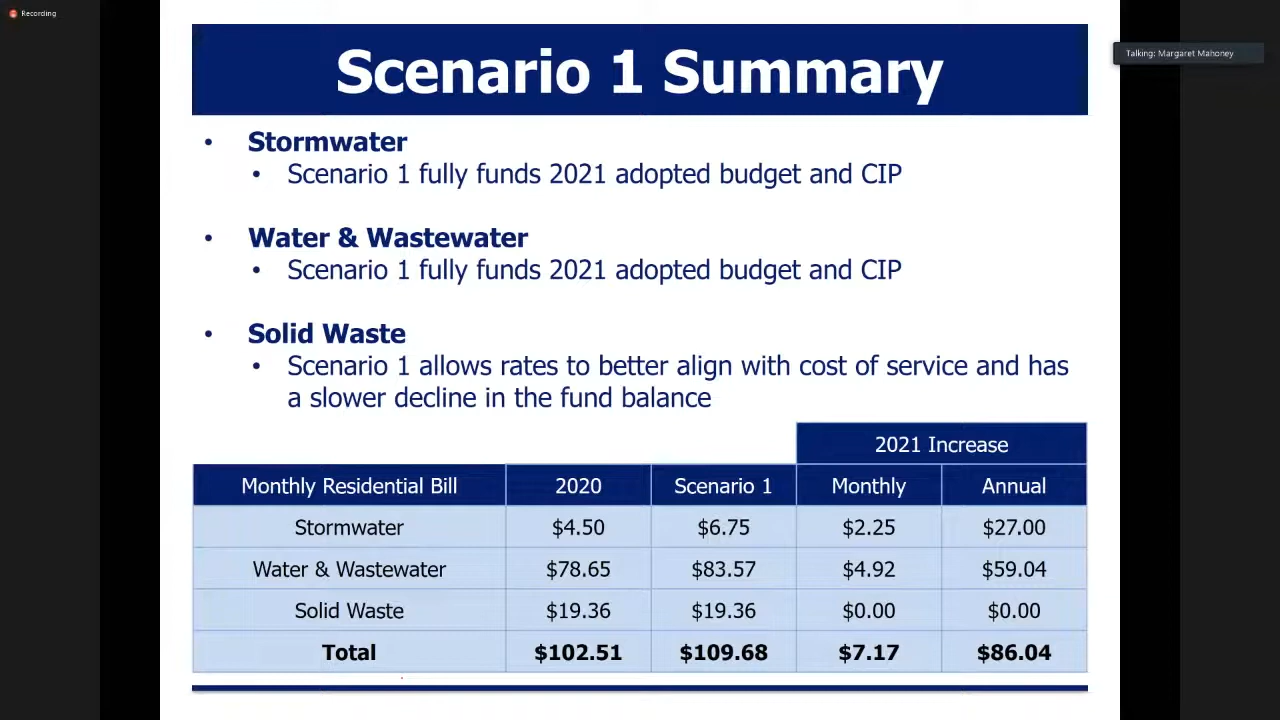 Recording
Talking: Margaret Mahoney
Scenario 1 Summary
• Stormwater
• Scenario 1 fully funds 2021 adopted budget and CIP
• Water & Wastewater
• Scenario 1 fully funds 2021 adopted budget and CIP
• Solid Waste
• Scenario 1 allows rates to better align with cost of service and has
a slower decline in the fund balance
2021 Increase
Monthly Residential Bill 2020 Scenario 1 Monthly Annual
Stormwater $4.50 $6.75 $2.25 $27.00
Water & Wastewater $78.65 $83.57 $4.92 $59.04
Solid Waste $19.36 $19.36 $0.00 $0.00
Total $102.51 $109.68 $7.17 $86.04